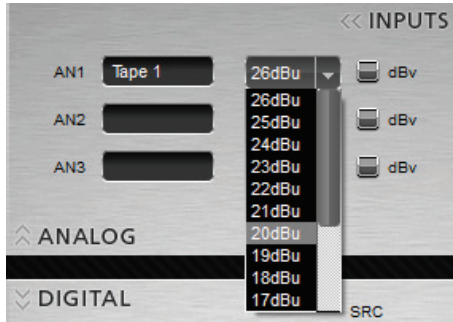 << INPUTS
AN1 Tape 1 26dBu dBv
26dBu
25dBu
AN2 dBv
24dBu
23dBu
AN3 dBv
22dBu
21dBu
ANALOG
20dBu
19dBu
18dBu
DIGITAL
17dBu
SRC